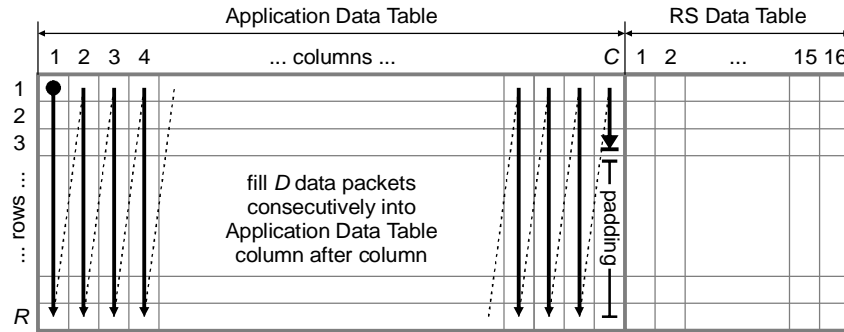 Application Data Table RS Data Table
1 2 3 4 ... columns ... C 1 2 ... 15 16
1
2
3
... rows ...
R
fill D data packets
consecutively into
Application Data Table
column after column
padding